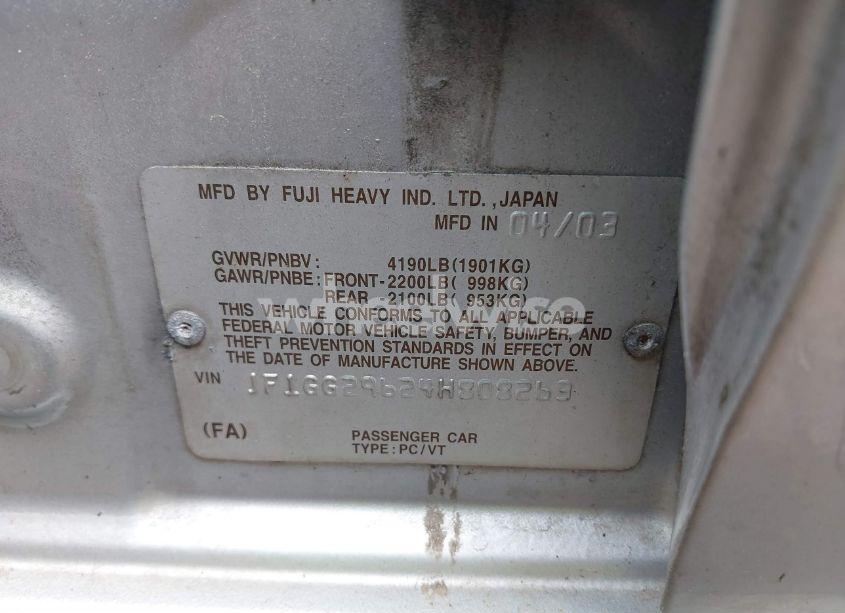 MFD BY FUJI HEAVY IND. LTD.,JAPAN
MFD IN 04/03
GVWR/PNBV: 4190LB(1901KG)
GAWR/PNBE: FRONT-2200LB( 998KG)
REAR -2100LB( 953KG)
THIS VEHICLE CONFORMS TO ALL APPLICABLE
FEDERAL MOTOR VEHICLE SAFETY, BUMPER, AND
THEFT PREVENTION STANDARDS IN EFFECT ON
THE DATE OF MANUFACTURE SHOWN ABOVE.
VIN JF1GG29624H808263
(FA) PASSENGER CAR
TYPE:PC/VT